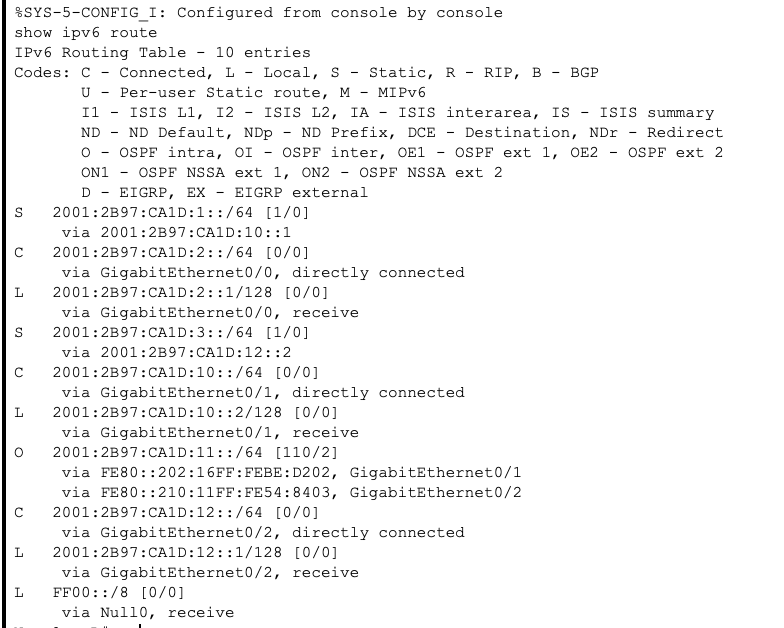 %SYS-5-CONFIG_I: Configured from console by console
show ipv6 route
IPv6 Routing Table - 10 entries
Codes: C - Connected, L - Local, S - Static, R - RIP, B - BGP
U - Per-user Static route, M - MIPv6
I1 - ISIS L1, I2 - ISIS L2, IA - ISIS interarea, IS - ISIS summary
ND - ND Default, NDp - ND Prefix, DCE - Destination, NDr - Redirect
O - OSPF intra, OI - OSPF inter, OE1 - OSPF ext 1, OE2 - OSPF ext 2
ON1 - OSPF NSSA ext 1, ON2 - OSPF NSSA ext 2
D - EIGRP, EX - EIGRP external
S 2001:2B97:CA1D:1::/64 [1/0]
via 2001:2B97:CA1D:10::1
C 2001:2B97:CA1D:2::/64 [0/0]
via GigabitEthernet0/0, directly connected
L 2001:2B97:CA1D:2::1/128 [0/0]
via GigabitEthernet0/0, receive
S 2001:2B97:CA1D:3::/64 [1/0]
via 2001:2B97:CA1D:12::2
C 2001:2B97:CA1D:10::/64 [0/0]
via GigabitEthernet0/1, directly connected
L 2001:2B97:CA1D:10::2/128 [0/0]
via GigabitEthernet0/1, receive
O 2001:2B97:CA1D:11::/64 [110/2]
via FE80::202:16FF:FEBE:D202, GigabitEthernet0/1
via FE80::210:11FF:FE54:8403, GigabitEthernet0/2
C 2001:2B97:CA1D:12::/64 [0/0]
via GigabitEthernet0/2, directly connected
L 2001:2B97:CA1D:12::1/128 [0/0]
via GigabitEthernet0/2, receive
L FF00::/8 [0/0]
via Null0, receive